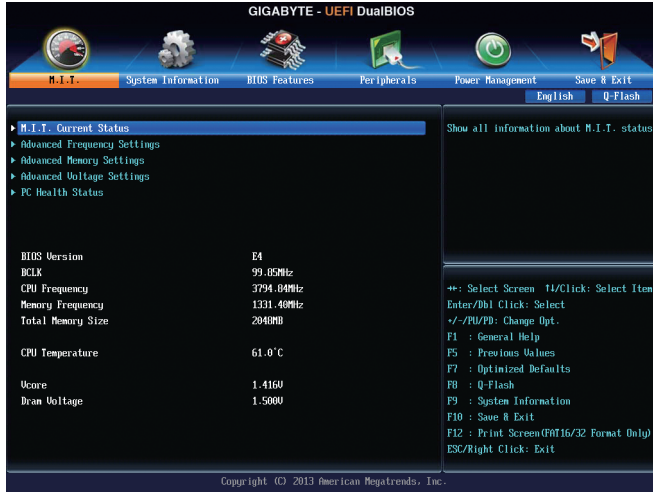 GIGABYTE - UEFI DualBIOS
M.I.T.
System Information
BIOS Features
Peripherals
Power Management
Save & Exit
English
Q-Flash
M.I.T. Current Status
Advanced Frequency Settings
Advanced Memory Settings
Advanced Voltage Settings
PC Health Status
BIOS Version E4
BCLK 99.85MHz
CPU Frequency 3794.84MHz
Memory Frequency 1331.40MHz
Total Memory Size 2048MB
CPU Temperature 61.0°C
Vcore 1.416V
Dram Voltage 1.500V
Show all information about M.I.T. status
→←: Select Screen ↑↓/Click: Select Item
Enter/Dbl Click: Select
+/-/PU/PD: Change Opt.
F1 : General Help
F5 : Previous Values
F7 : Optimized Defaults
F8 : Q-Flash
F9 : System Information
F10 : Save & Exit
F12 : Print Screen(FAT16/32 Format Only)
ESC/Right Click: Exit
Copyright (C) 2013 American Megatrends, Inc.